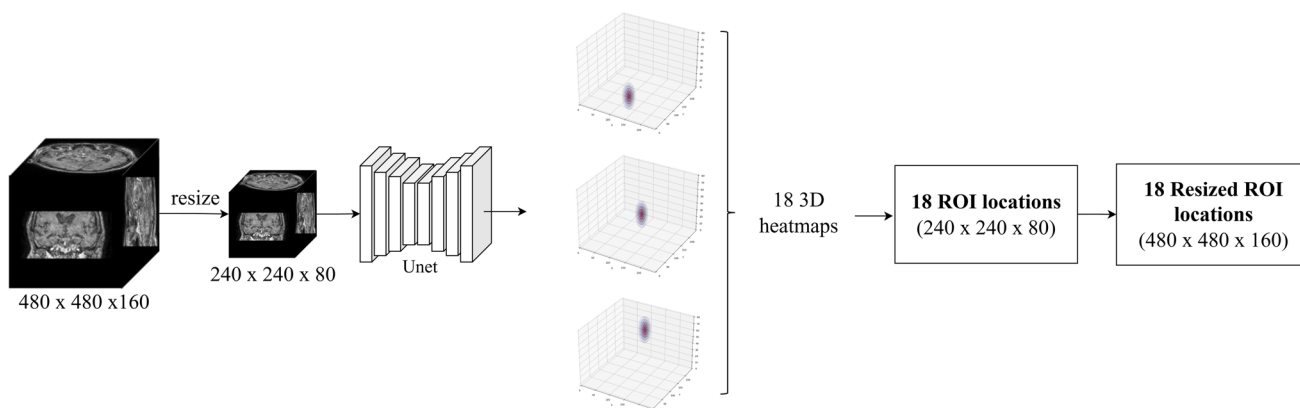 480 x 480 x160
resize
240 x 240 x 80
Unet
18 3D
heatmaps
18 ROI locations
(240 x 240 x 80)
18 Resized ROI
locations
(480 x 480 x 160)